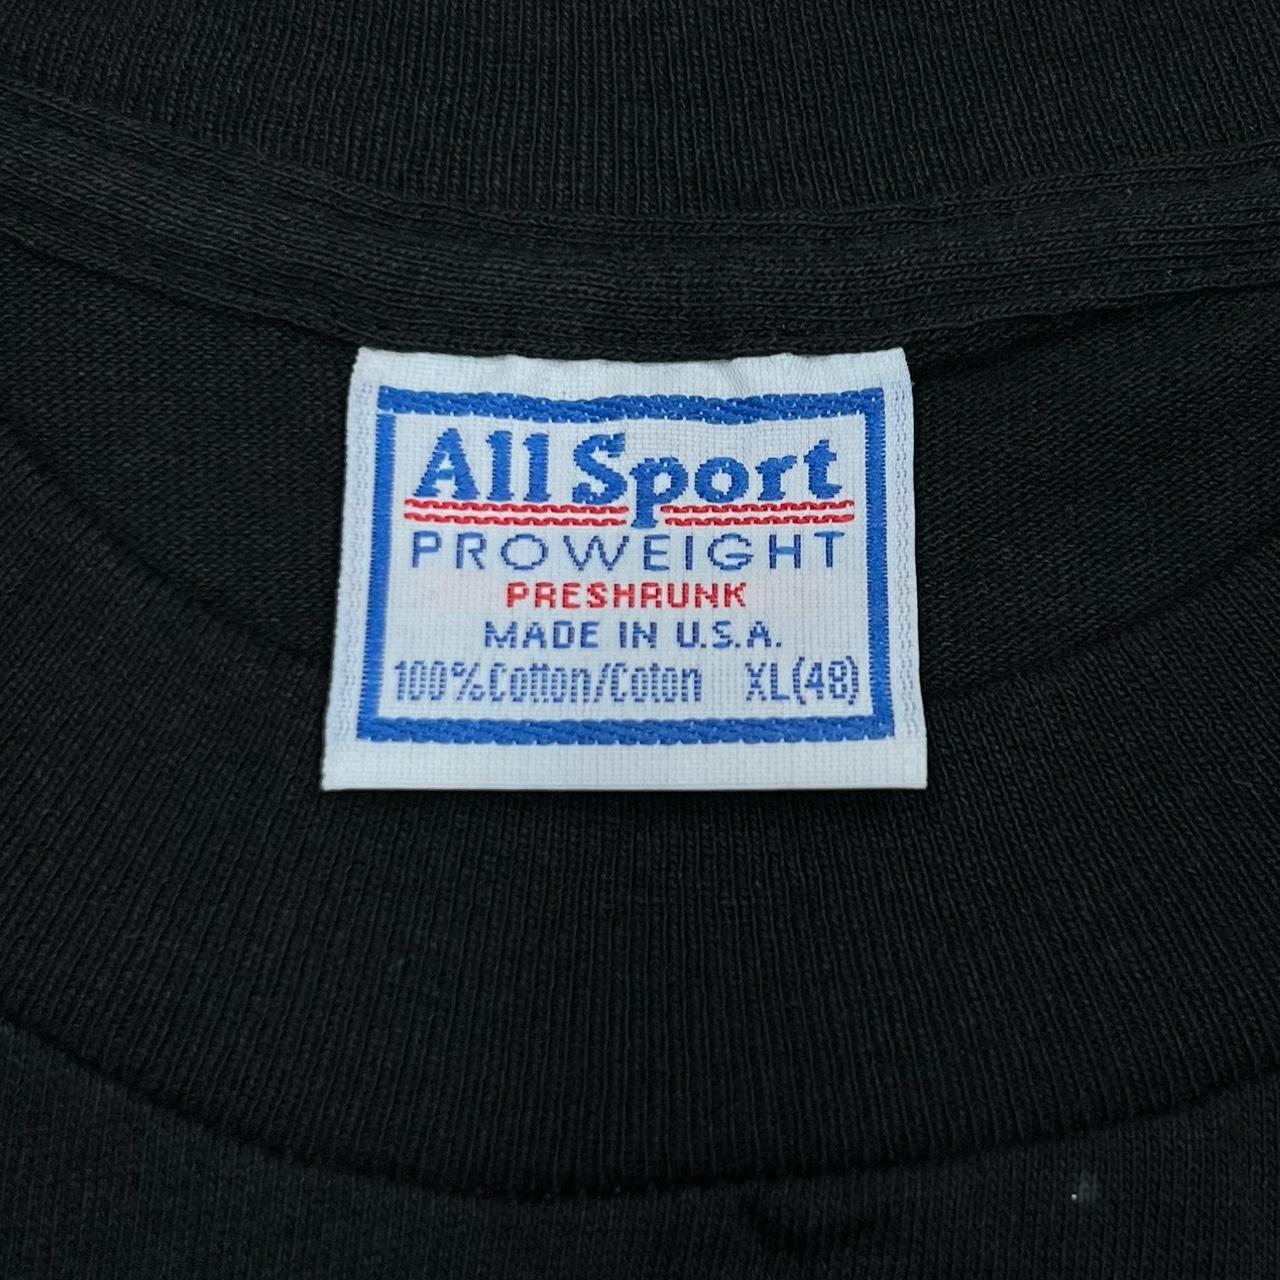 All Sport
PROWEIGHT
PRESHRUNK
MADE IN U.S.A.
100% Cotton/Coton XL(48)